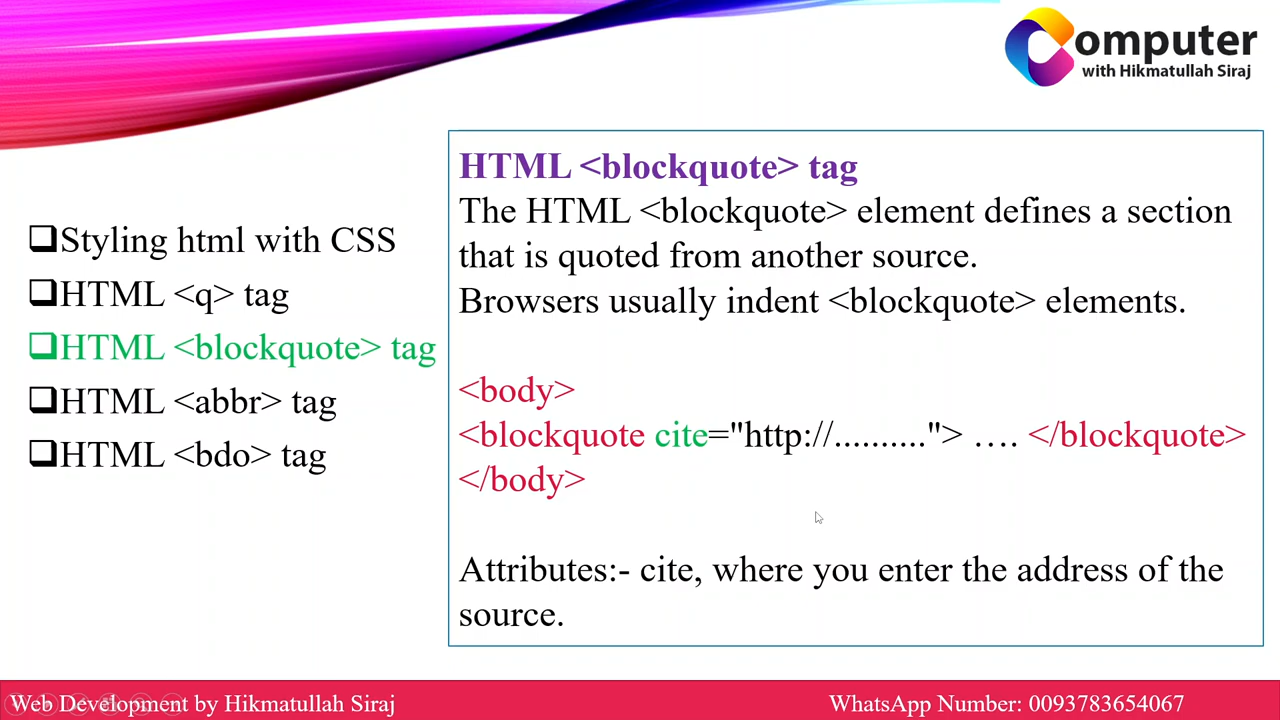 Computer
with Hikmatullah Siraj
Styling html with CSS
HTML <q> tag
HTML <blockquote> tag
HTML <abbr> tag
HTML <bdo> tag
HTML <blockquote> tag
The HTML <blockquote> element defines a section
that is quoted from another source.
Browsers usually indent <blockquote> elements.
<body>
<blockquote cite="http://.........."> …. </blockquote>
</body>
Attributes:- cite, where you enter the address of the
source.
Web Development by Hikmatullah Siraj
WhatsApp Number: 0093783654067